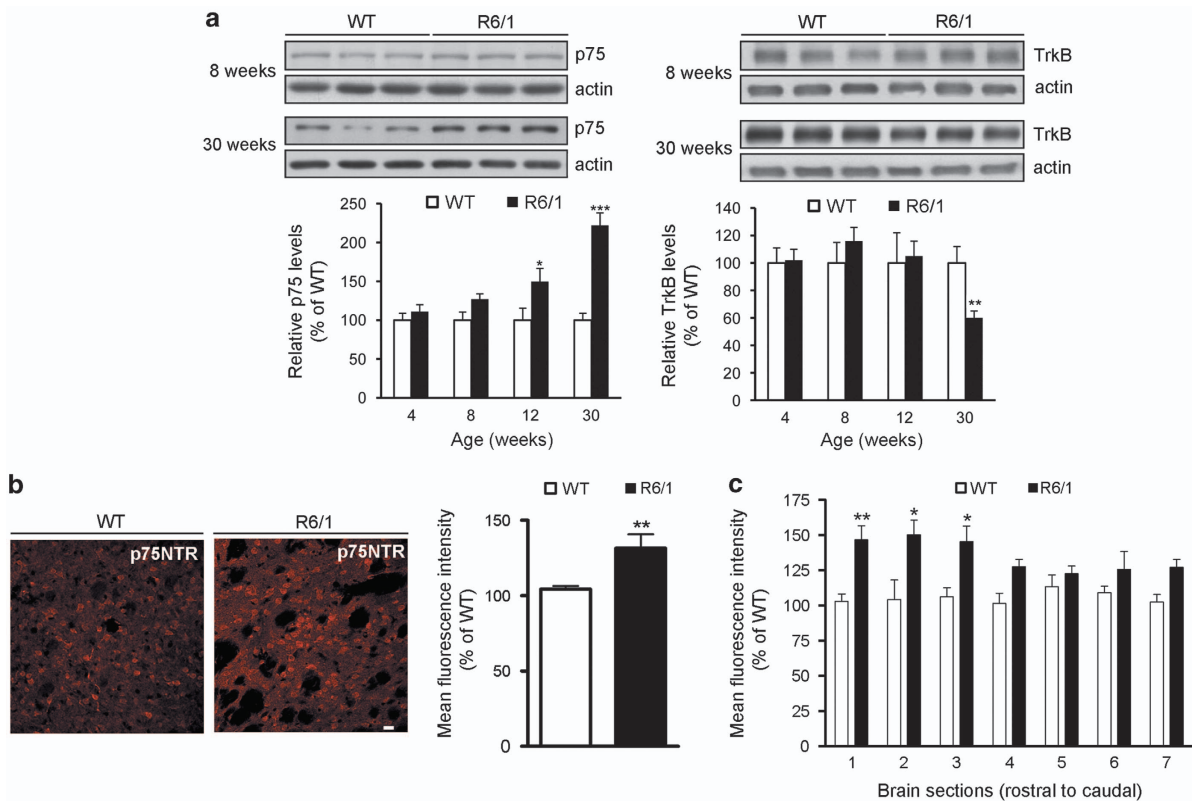 a
WT R6/1
8 weeks
p75
actin
30 weeks
p75
actin
WT R6/1
8 weeks
TrkB
actin
30 weeks
TrkB
actin
WT R6/1
Relative p75 levels
(% of WT)
250
200
150
100
50
0
*
***
4 8 12 30
Age (weeks)
WT R6/1
Relative TrkB levels
(% of WT)
140
120
100
80
60
40
20
0
**
4 8 12 30
Age (weeks)
b
WT R6/1
p75NTR
p75NTR
WT R6/1
Mean fluorescence intensity
(% of WT)
150
100
50
0
**
c
WT R6/1
Mean fluorescence intensity
(% of WT)
175
150
125
100
75
50
25
0
** * *
1 2 3 4 5 6 7
Brain sections (rostral to caudal)